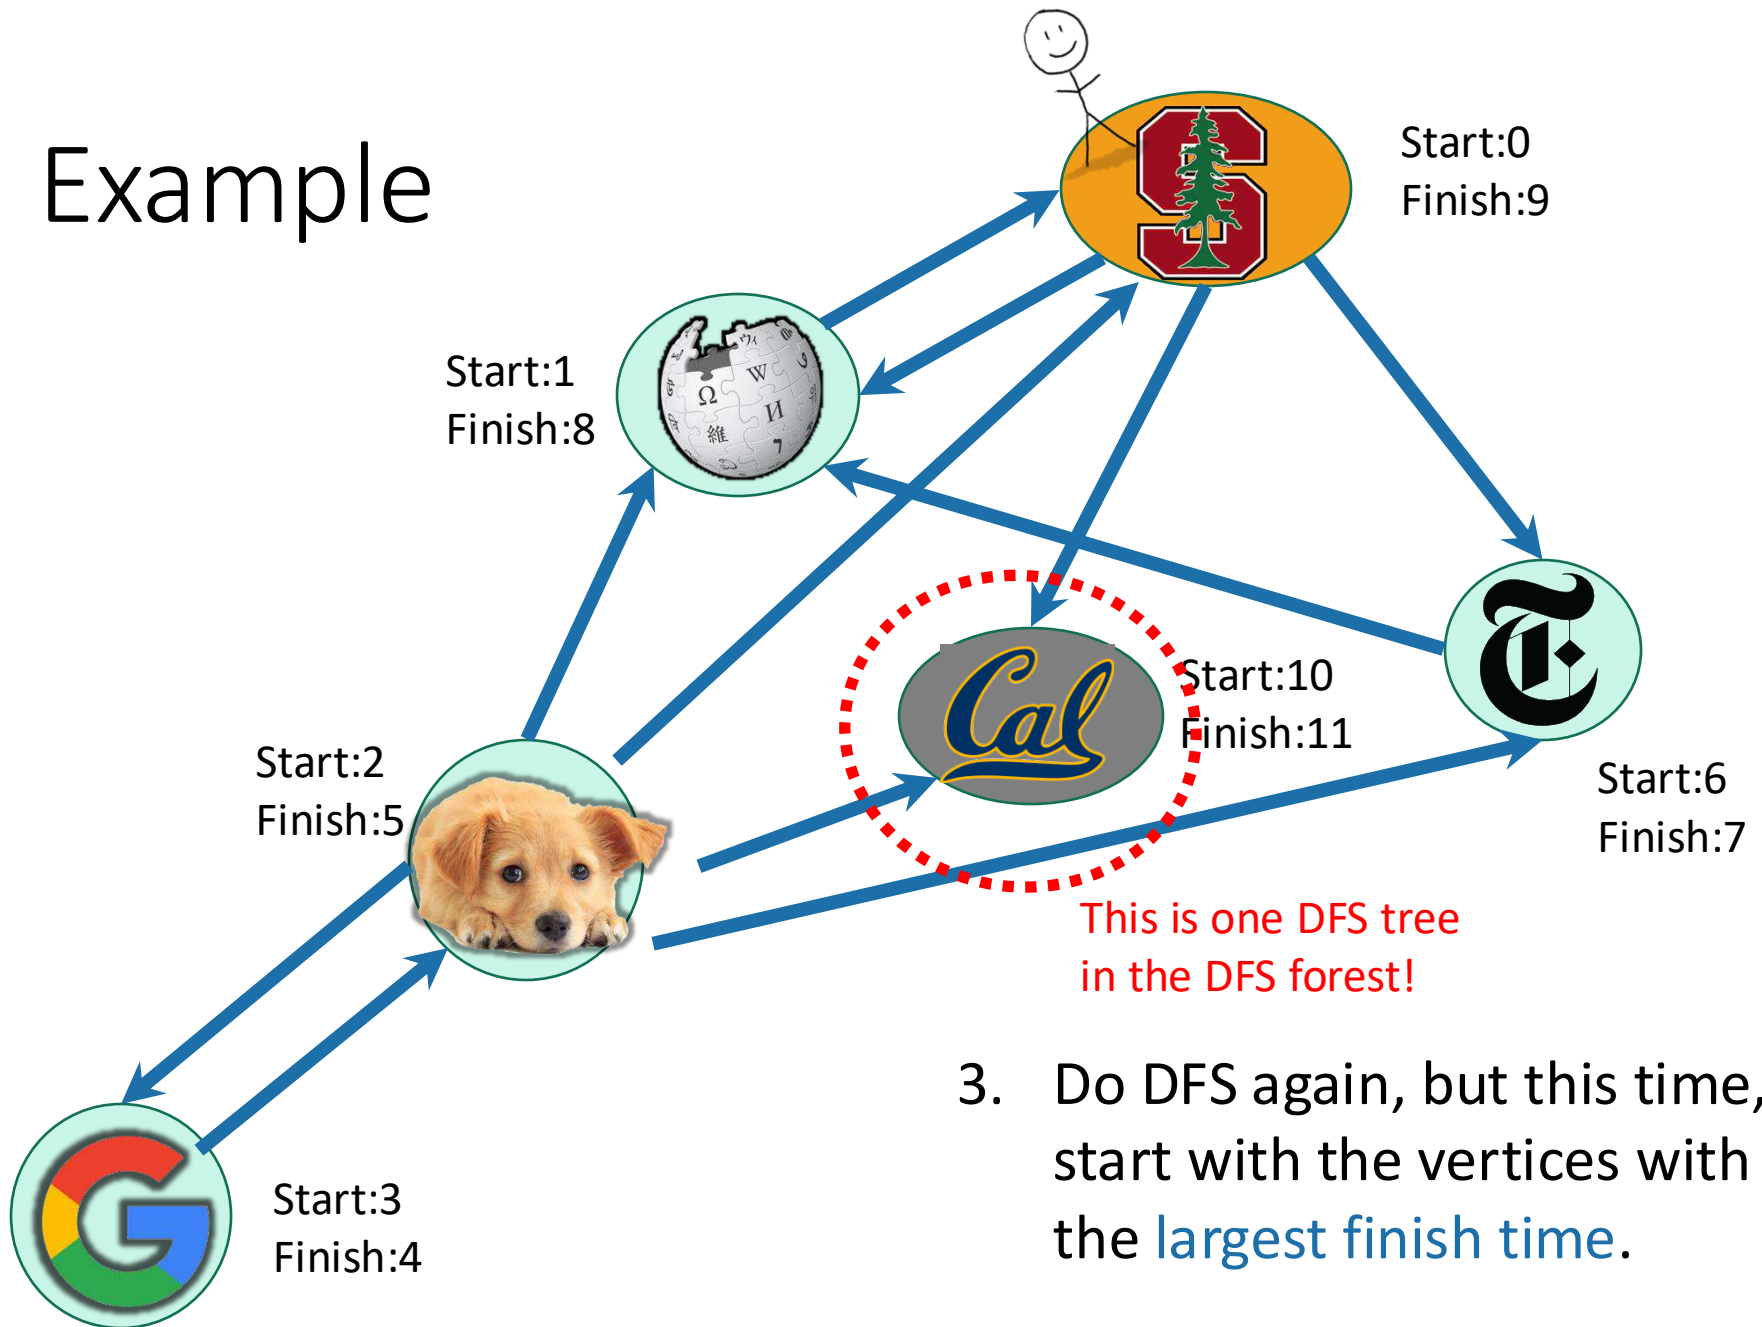 Example
Start:0
Finish:9
Start:1
Finish:8
Ω W И
維
Cal
Start:10
Finish:11
Start:2
Finish:5
Start:6
Finish:7
This is one DFS tree
in the DFS forest!
3. Do DFS again, but this time,
start with the vertices with
the largest finish time.
Start:3
Finish:4